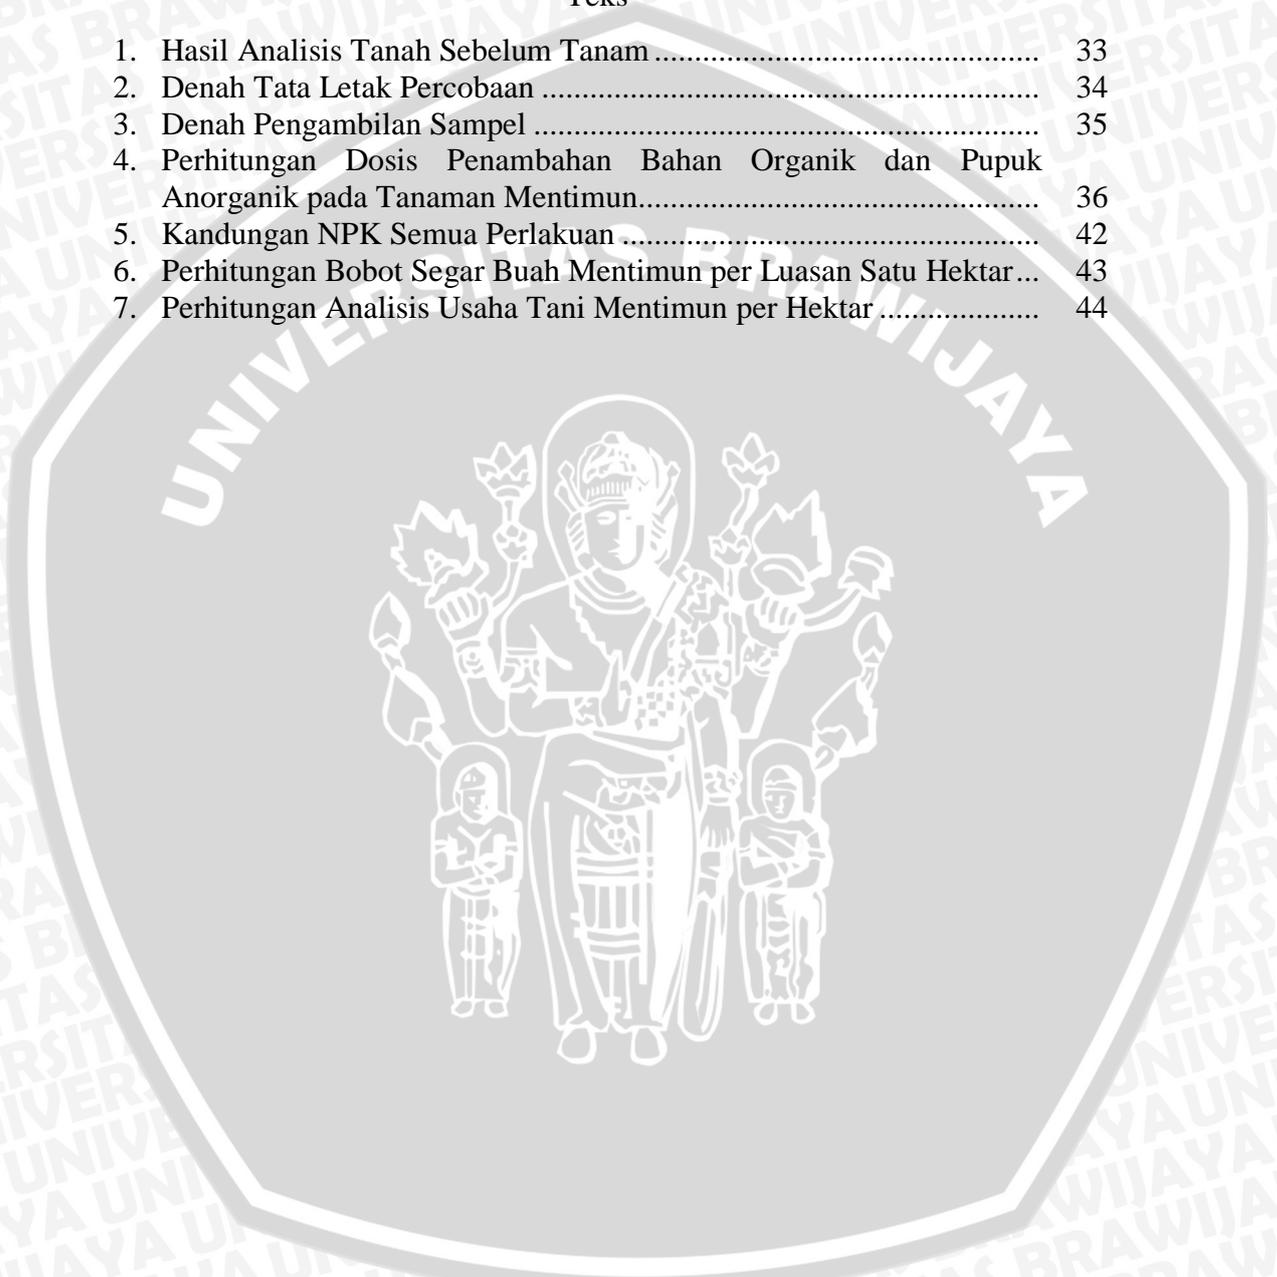 Teks
1. Hasil Analisis Tanah Sebelum Tanam ................................................ 33
2. Denah Tata Letak Percobaan .............................................................. 34
3. Denah Pengambilan Sampel ............................................................... 35
4. Perhitungan Dosis Penambahan Bahan Organik dan Pupuk
Anorganik pada Tanaman Mentimun.................................................. 36
5. Kandungan NPK Semua Perlakuan .................................................... 42
6. Perhitungan Bobot Segar Buah Mentimun per Luasan Satu Hektar... 43
7. Perhitungan Analisis Usaha Tani Mentimun per Hektar .................... 44
UNIVERSITAS BRAWIJAYA